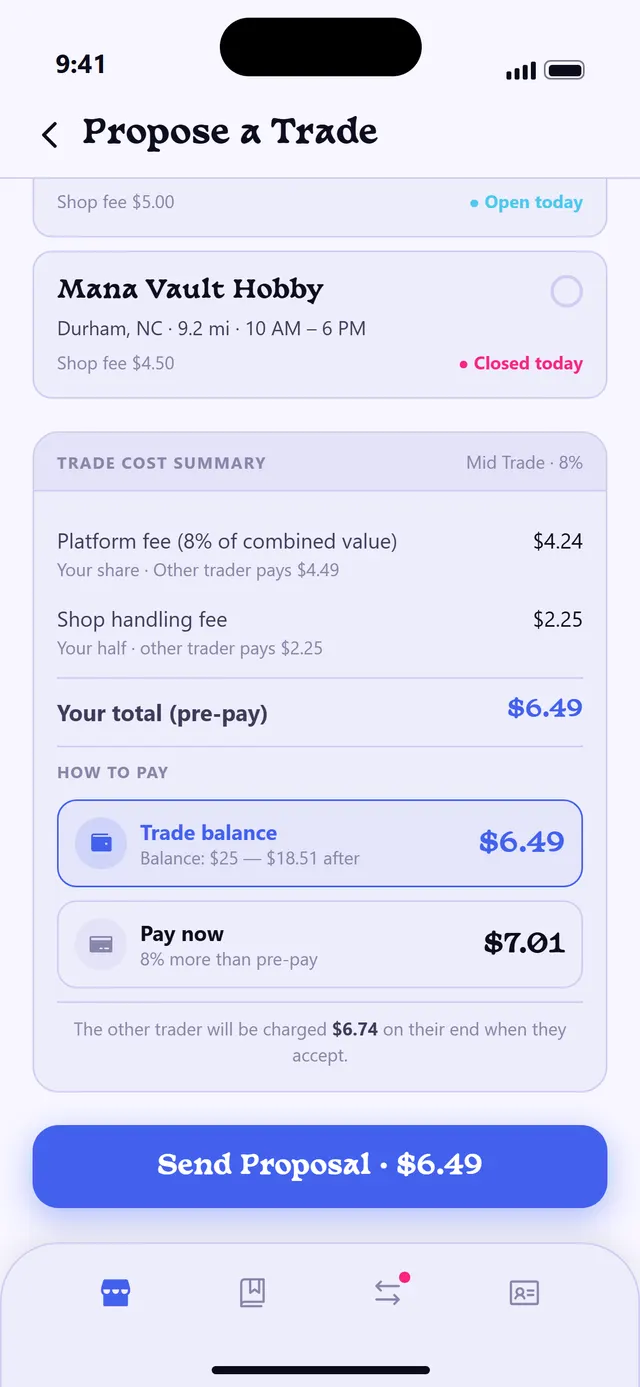 9:41
Propose a Trade
Shop fee $5.00
• Open today
Mana Vault Hobby
Durham, NC · 9.2 mi · 10 AM – 6 PM
Shop fee $4.50
• Closed today
TRADE COST SUMMARY
Mid Trade · 8%
Platform fee (8% of combined value)
$4.24
Your share · Other trader pays $4.49
Shop handling fee
$2.25
Your half · other trader pays $2.25
Your total (pre-pay)
$6.49
HOW TO PAY
Trade balance
Balance: $25 — $18.51 after
$6.49
Pay now
8% more than pre-pay
$7.01
The other trader will be charged $6.74 on their end when they
accept.
Send Proposal · $6.49